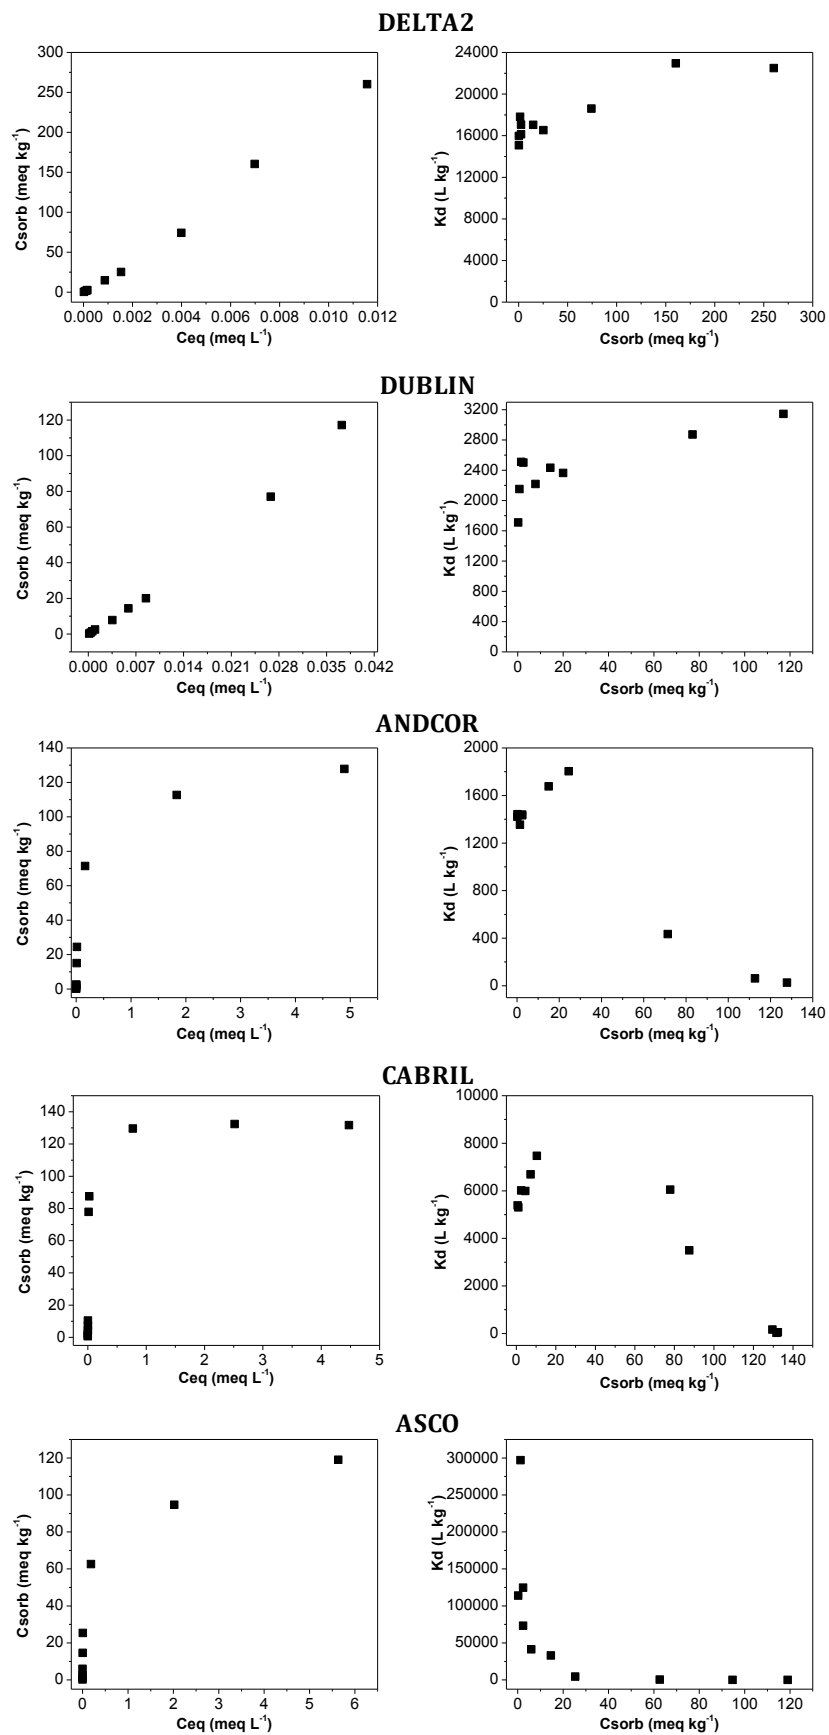 DELTA2
300
250
200
150
100
50
0
Csorb (meq kg-1)
0.000 0.002 0.004 0.006 0.008 0.010 0.012
Ceq (meq L-1)
24000
20000
16000
12000
8000
4000
0
Kd (L kg-1)
0 50 100 150 200 250 300
Csorb (meq kg-1)
DUBLIN
120
100
80
60
40
20
0
Csorb (meq kg-1)
0.000 0.007 0.014 0.021 0.028 0.035 0.042
Ceq (meq L-1)
3200
2800
2400
2000
1600
1200
800
400
0
Kd (L kg-1)
0 20 40 60 80 100 120
Csorb (meq kg-1)
ANDCOR
140
120
100
80
60
40
20
0
Csorb (meq kg-1)
0 1 2 3 4 5
Ceq (meq L-1)
2000
1600
1200
800
400
0
Kd (L kg-1)
0 20 40 60 80 100 120 140
Csorb (meq kg-1)
CABRIL
140
120
100
80
60
40
20
0
Csorb (meq kg-1)
0 1 2 3 4 5
Ceq (meq L-1)
10000
8000
6000
4000
2000
0
Kd (L kg-1)
0 20 40 60 80 100 120 140
Csorb (meq kg-1)
ASCO
120
100
80
60
40
20
0
Csorb (meq kg-1)
0 1 2 3 4 5 6
Ceq (meq L-1)
300000
250000
200000
150000
100000
50000
0
Kd (L kg-1)
0 20 40 60 80 100 120
Csorb (meq kg-1)